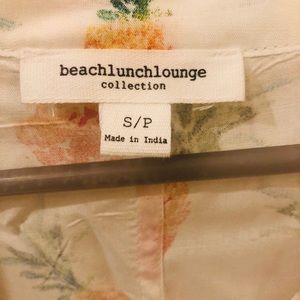 beachlunchlounge
collection
S/P
Made in India